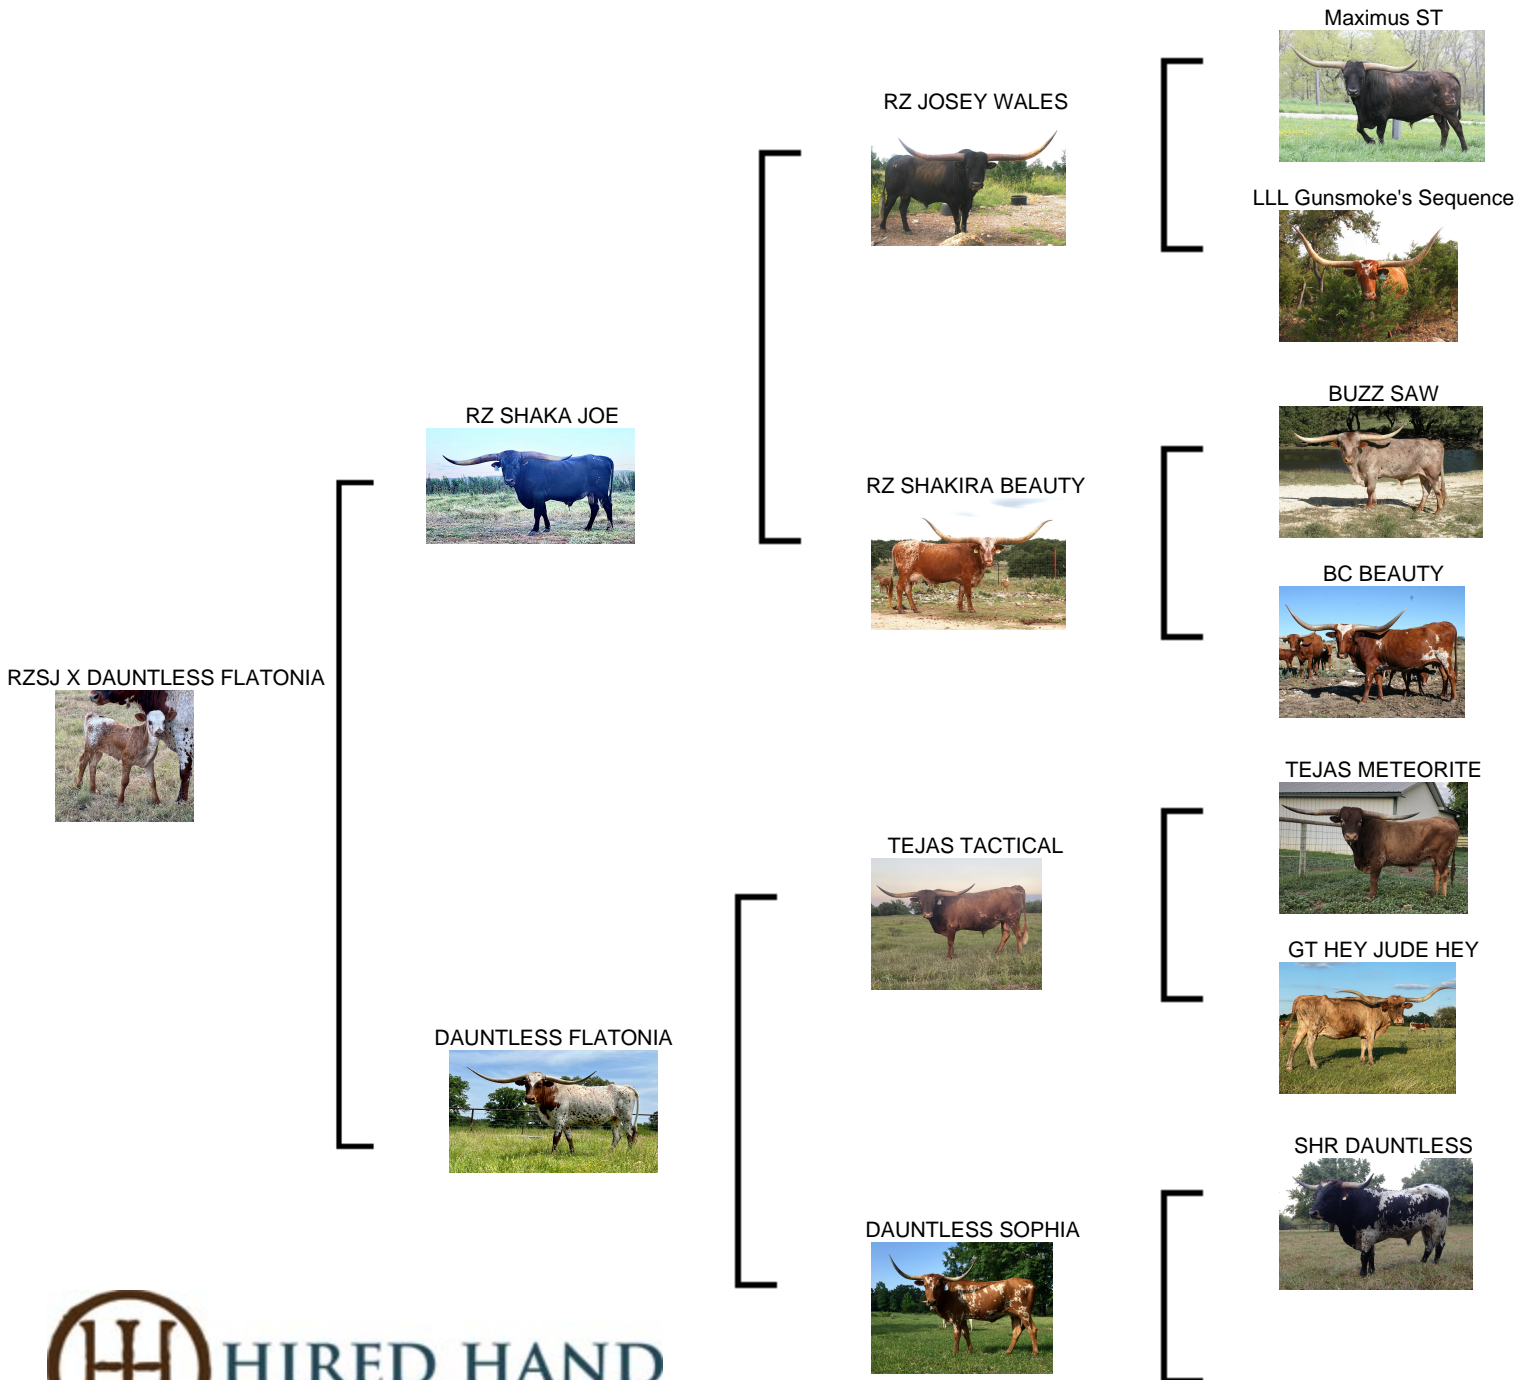 Maximus ST
RZ JOSEY WALES
LLL Gunsmoke's Sequence
BUZZ SAW
RZ SHAKA JOE
RZ SHAKIRA BEAUTY
BC BEAUTY
RZSJ X DAUNTLESS FLATONIA
TEJAS METEORITE
TEJAS TACTICAL
GT HEY JUDE HEY
DAUNTLESS FLATONIA
SHR DAUNTLESS
DAUNTLESS SOPHIA
HIRED HAND